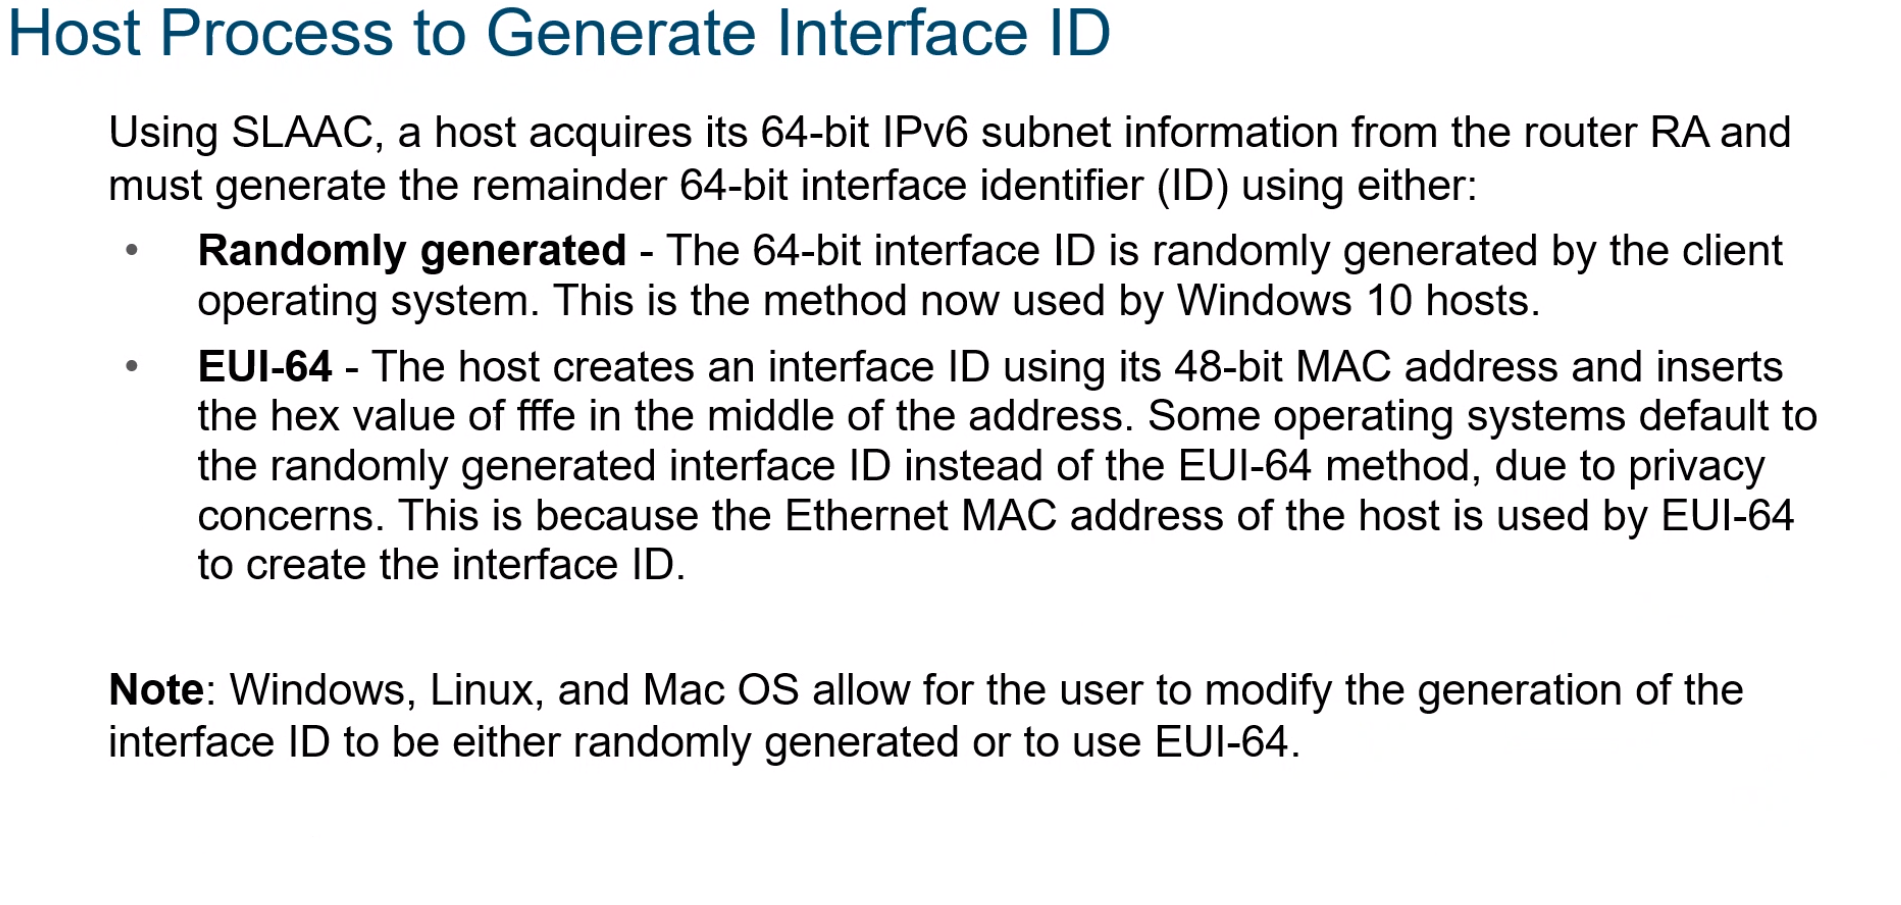 Host Process to Generate Interface ID
Using SLAAC, a host acquires its 64-bit IPv6 subnet information from the router RA and
must generate the remainder 64-bit interface identifier (ID) using either:
• Randomly generated - The 64-bit interface ID is randomly generated by the client
operating system. This is the method now used by Windows 10 hosts.
• EUI-64 - The host creates an interface ID using its 48-bit MAC address and inserts
the hex value of fffe in the middle of the address. Some operating systems default to
the randomly generated interface ID instead of the EUI-64 method, due to privacy
concerns. This is because the Ethernet MAC address of the host is used by EUI-64
to create the interface ID.
Note: Windows, Linux, and Mac OS allow for the user to modify the generation of the
interface ID to be either randomly generated or to use EUI-64.